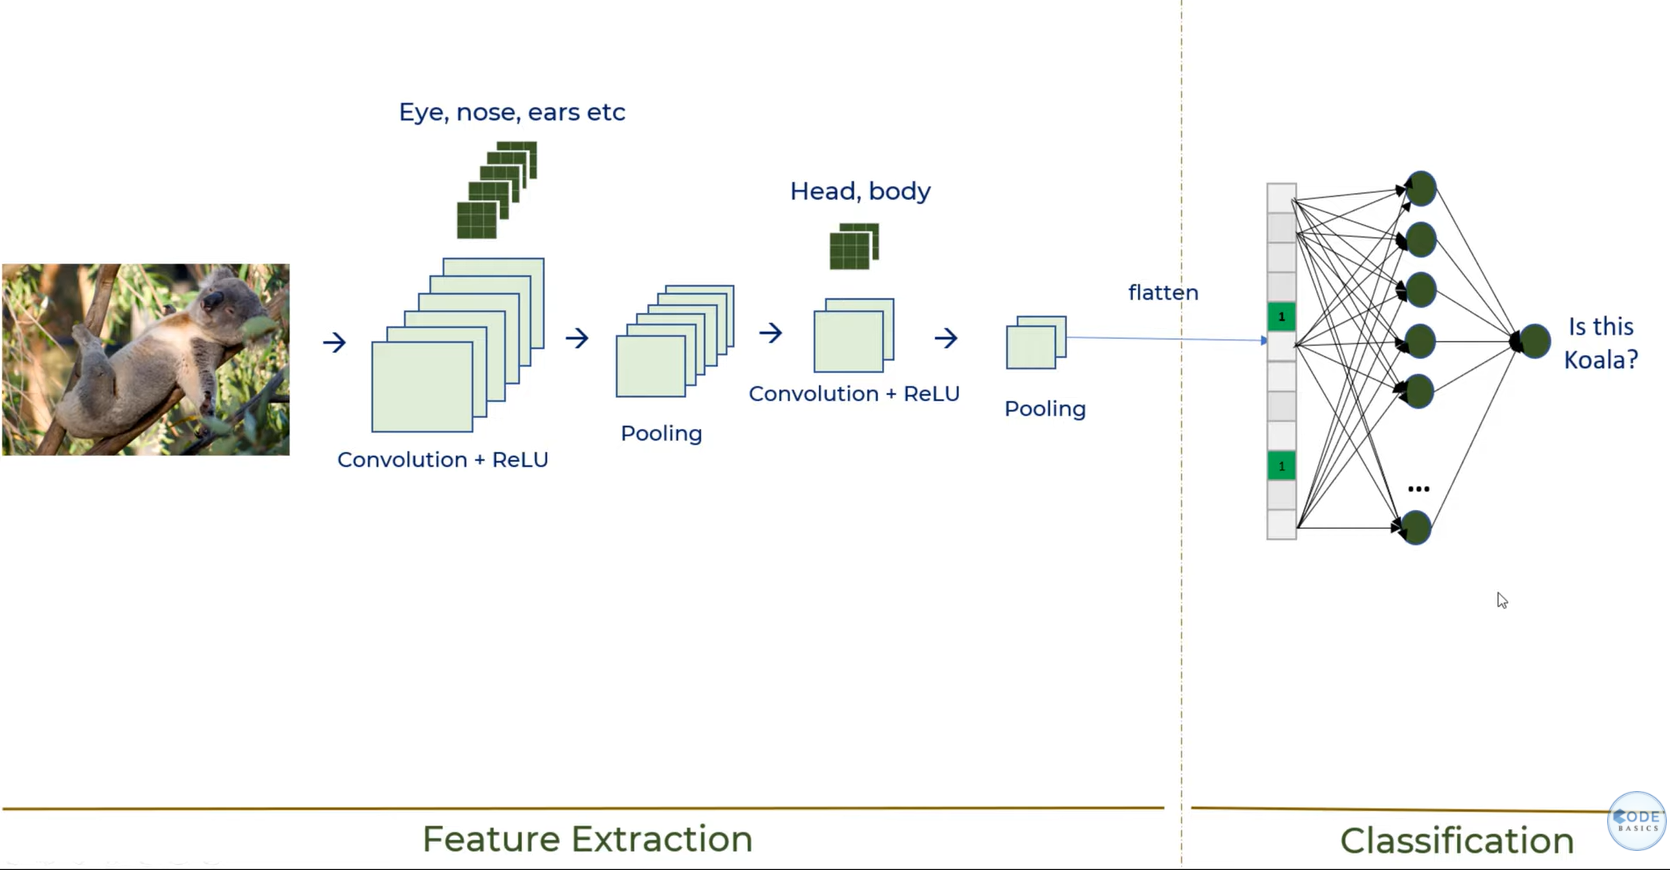 Eye, nose, ears etc
Head, body
flatten
1
1
Is this
Koala?
Convolution + ReLU
Pooling
Convolution + ReLU
Pooling
...
Feature Extraction
Classification
CODE
BASICS